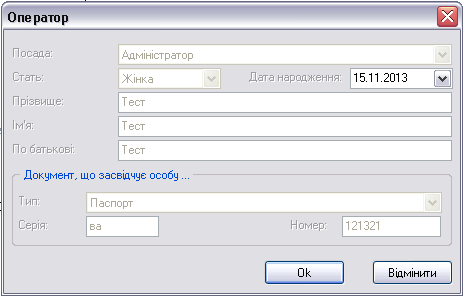 Оператор
Посада: Адміністратор
Стать: Жінка Дата народження: 15.11.2013
Прізвище: Тест
Ім'я: Тест
По батькові: Тест
Документ, що засвідчує особу ...
Тип: Паспорт
Серія: ва Номер: 121321
Ok Відмінити